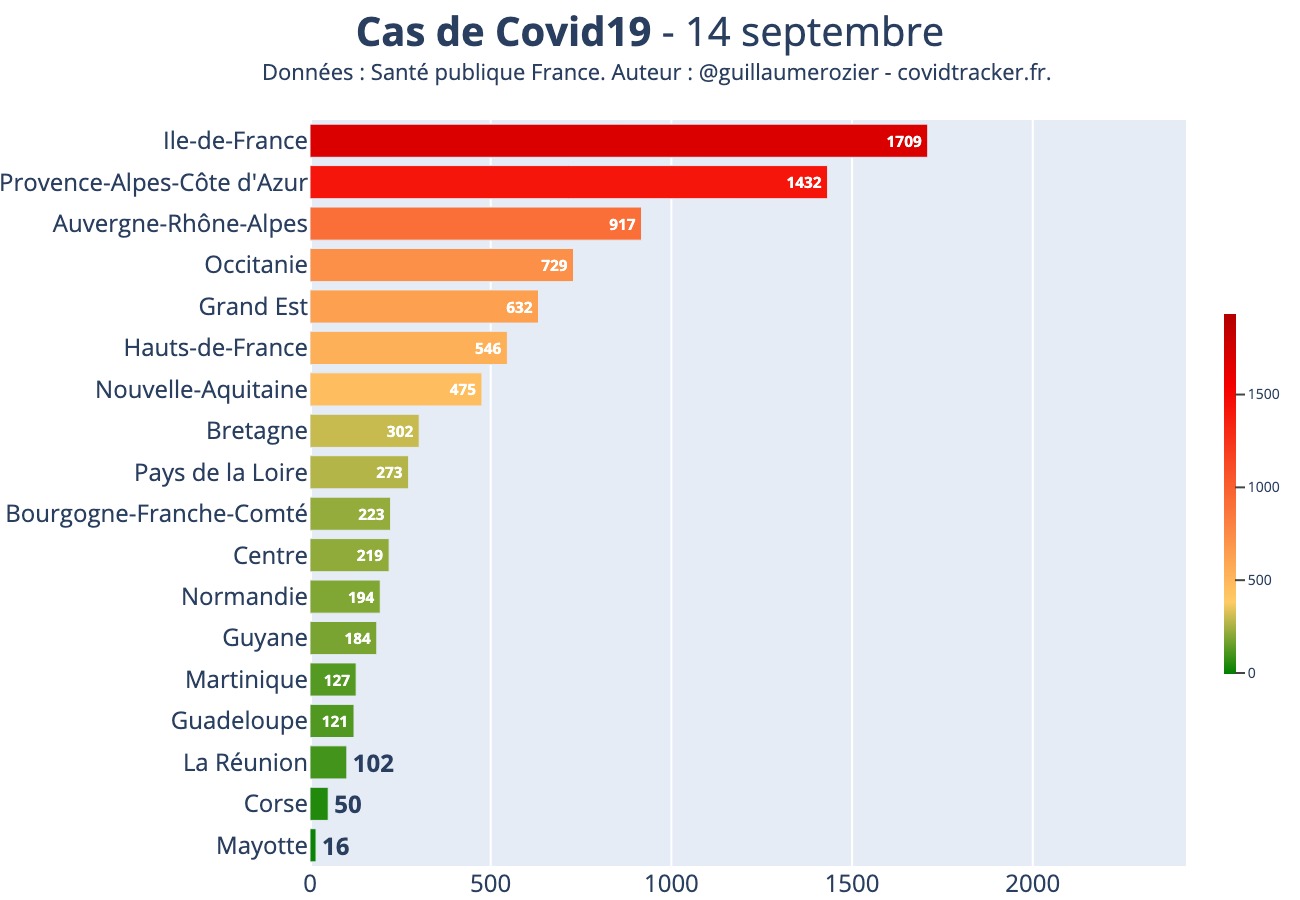 Cas de Covid19 - 14 septembre
Données : Santé publique France. Auteur : @guillaumerozier - covidtracker.fr.
Ile-de-France 1709
Provence-Alpes-Côte d'Azur 1432
Auvergne-Rhône-Alpes 917
Occitanie 729
Grand Est 632
Hauts-de-France 546
Nouvelle-Aquitaine 475
Bretagne 302
Pays de la Loire 273
Bourgogne-Franche-Comté 223
Centre 219
Normandie 194
Guyane 184
Martinique 127
Guadeloupe 121
La Réunion 102
Corse 50
Mayotte 16
0 500 1000 1500 2000
1500
1000
500
0